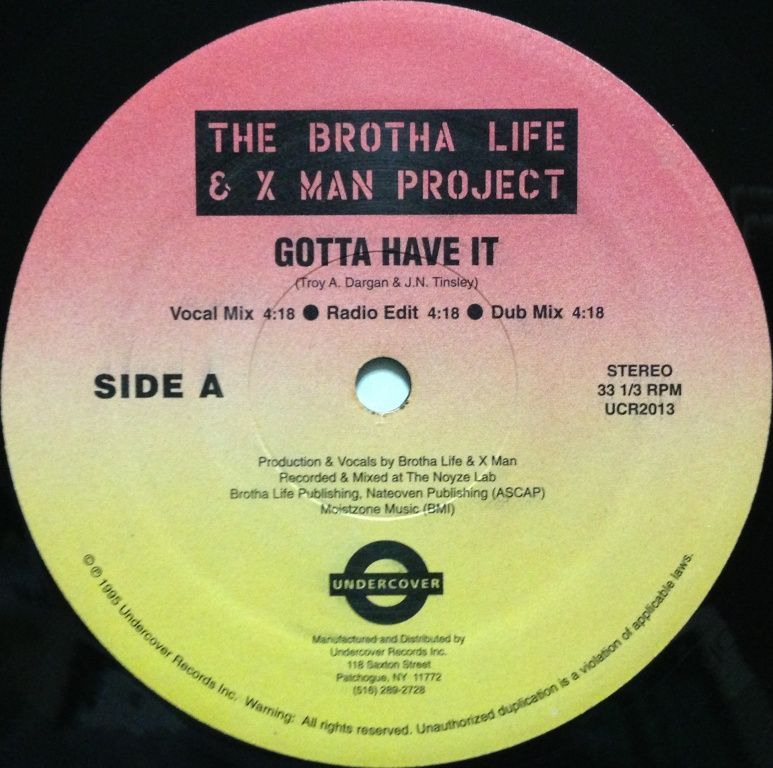 THE BROTHA LIFE
& X MAN PROJECT
GOTTA HAVE IT
(Troy A. Dargan & J.N. Tinsley)
Vocal Mix 4:18 ● Radio Edit 4:18 ● Dub Mix 4:18
SIDE A
STEREO
33 1/3 RPM
UCR2013
Production & Vocals by Brotha Life & X Man
Recorded & Mixed at The Noyze Lab
Brotha Life Publishing, Nateoven Publishing (ASCAP)
Moistzone Music (BMI)
UNDERCOVER
Manufactured and Distributed by
Undercover Records Inc.
118 Saxton Street
Patchogue, NY 11772
(516) 289-2728
© ℗ 1995 Undercover Records Inc. Warning: All rights reserved. Unauthorized duplication is a violation of applicable laws.